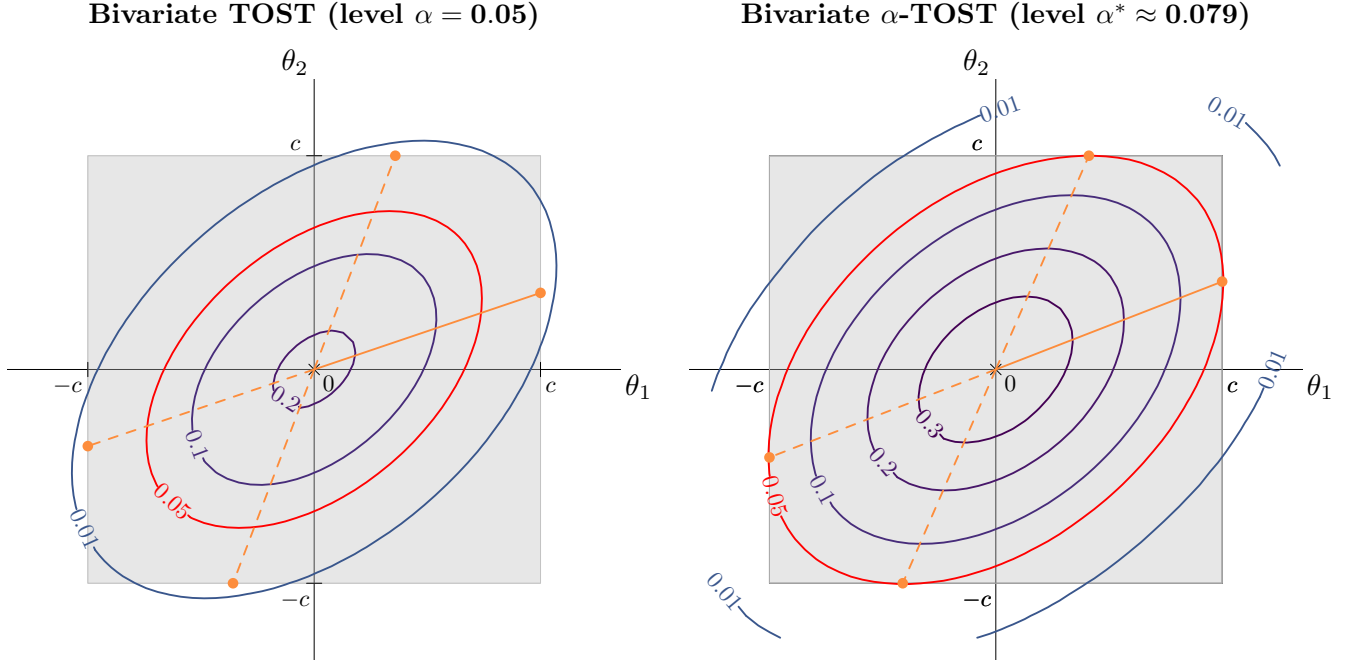 Bivariate TOST (level α = 0.05)
θ₂
c
−c
0
c
θ₁
−c
0.2
0.1
0.05
0.01
Bivariate α-TOST (level α* ≈ 0.079)
θ₂
0.01
0.01
c
−c
0
c
θ₁
0.01
0.3
0.2
0.1
0.05
0.01
−c